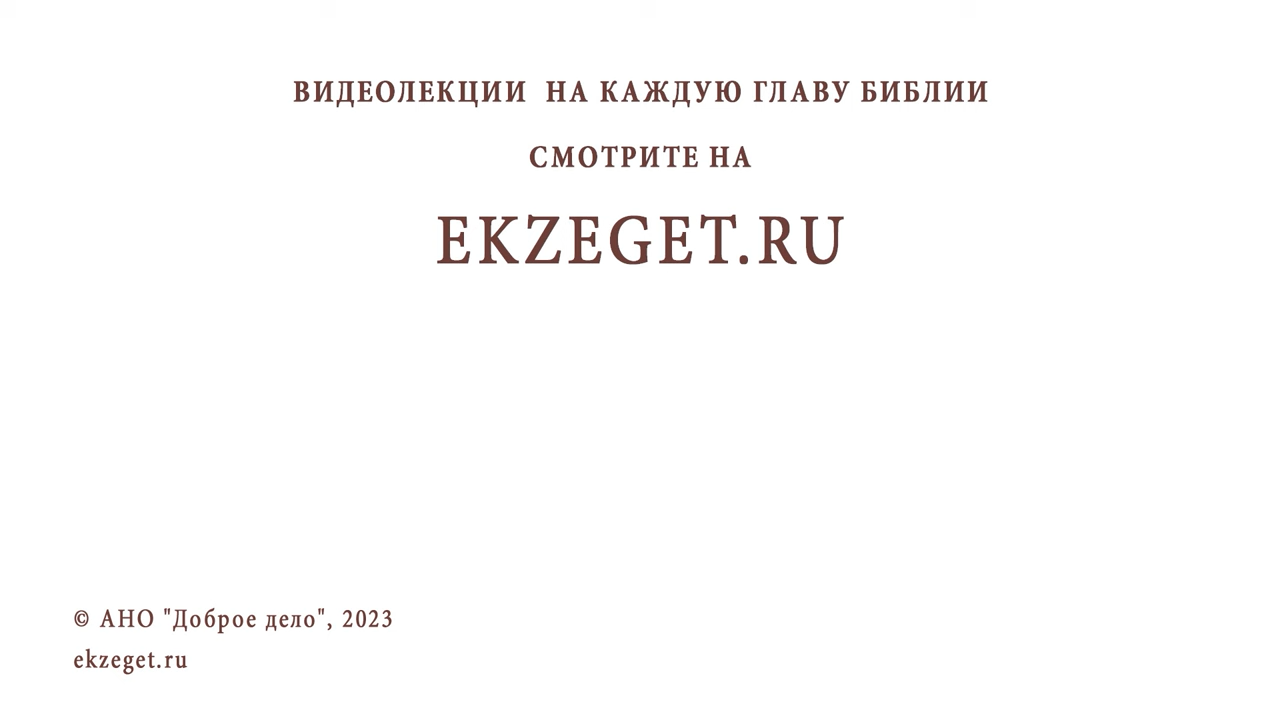 ВИДЕОЛЕКЦИИ НА КАЖДУЮ ГЛАВУ БИБЛИИ
СМОТРИТЕ НА
EKZEGET.RU
© АНО "Доброе дело", 2023
ekzeget.ru